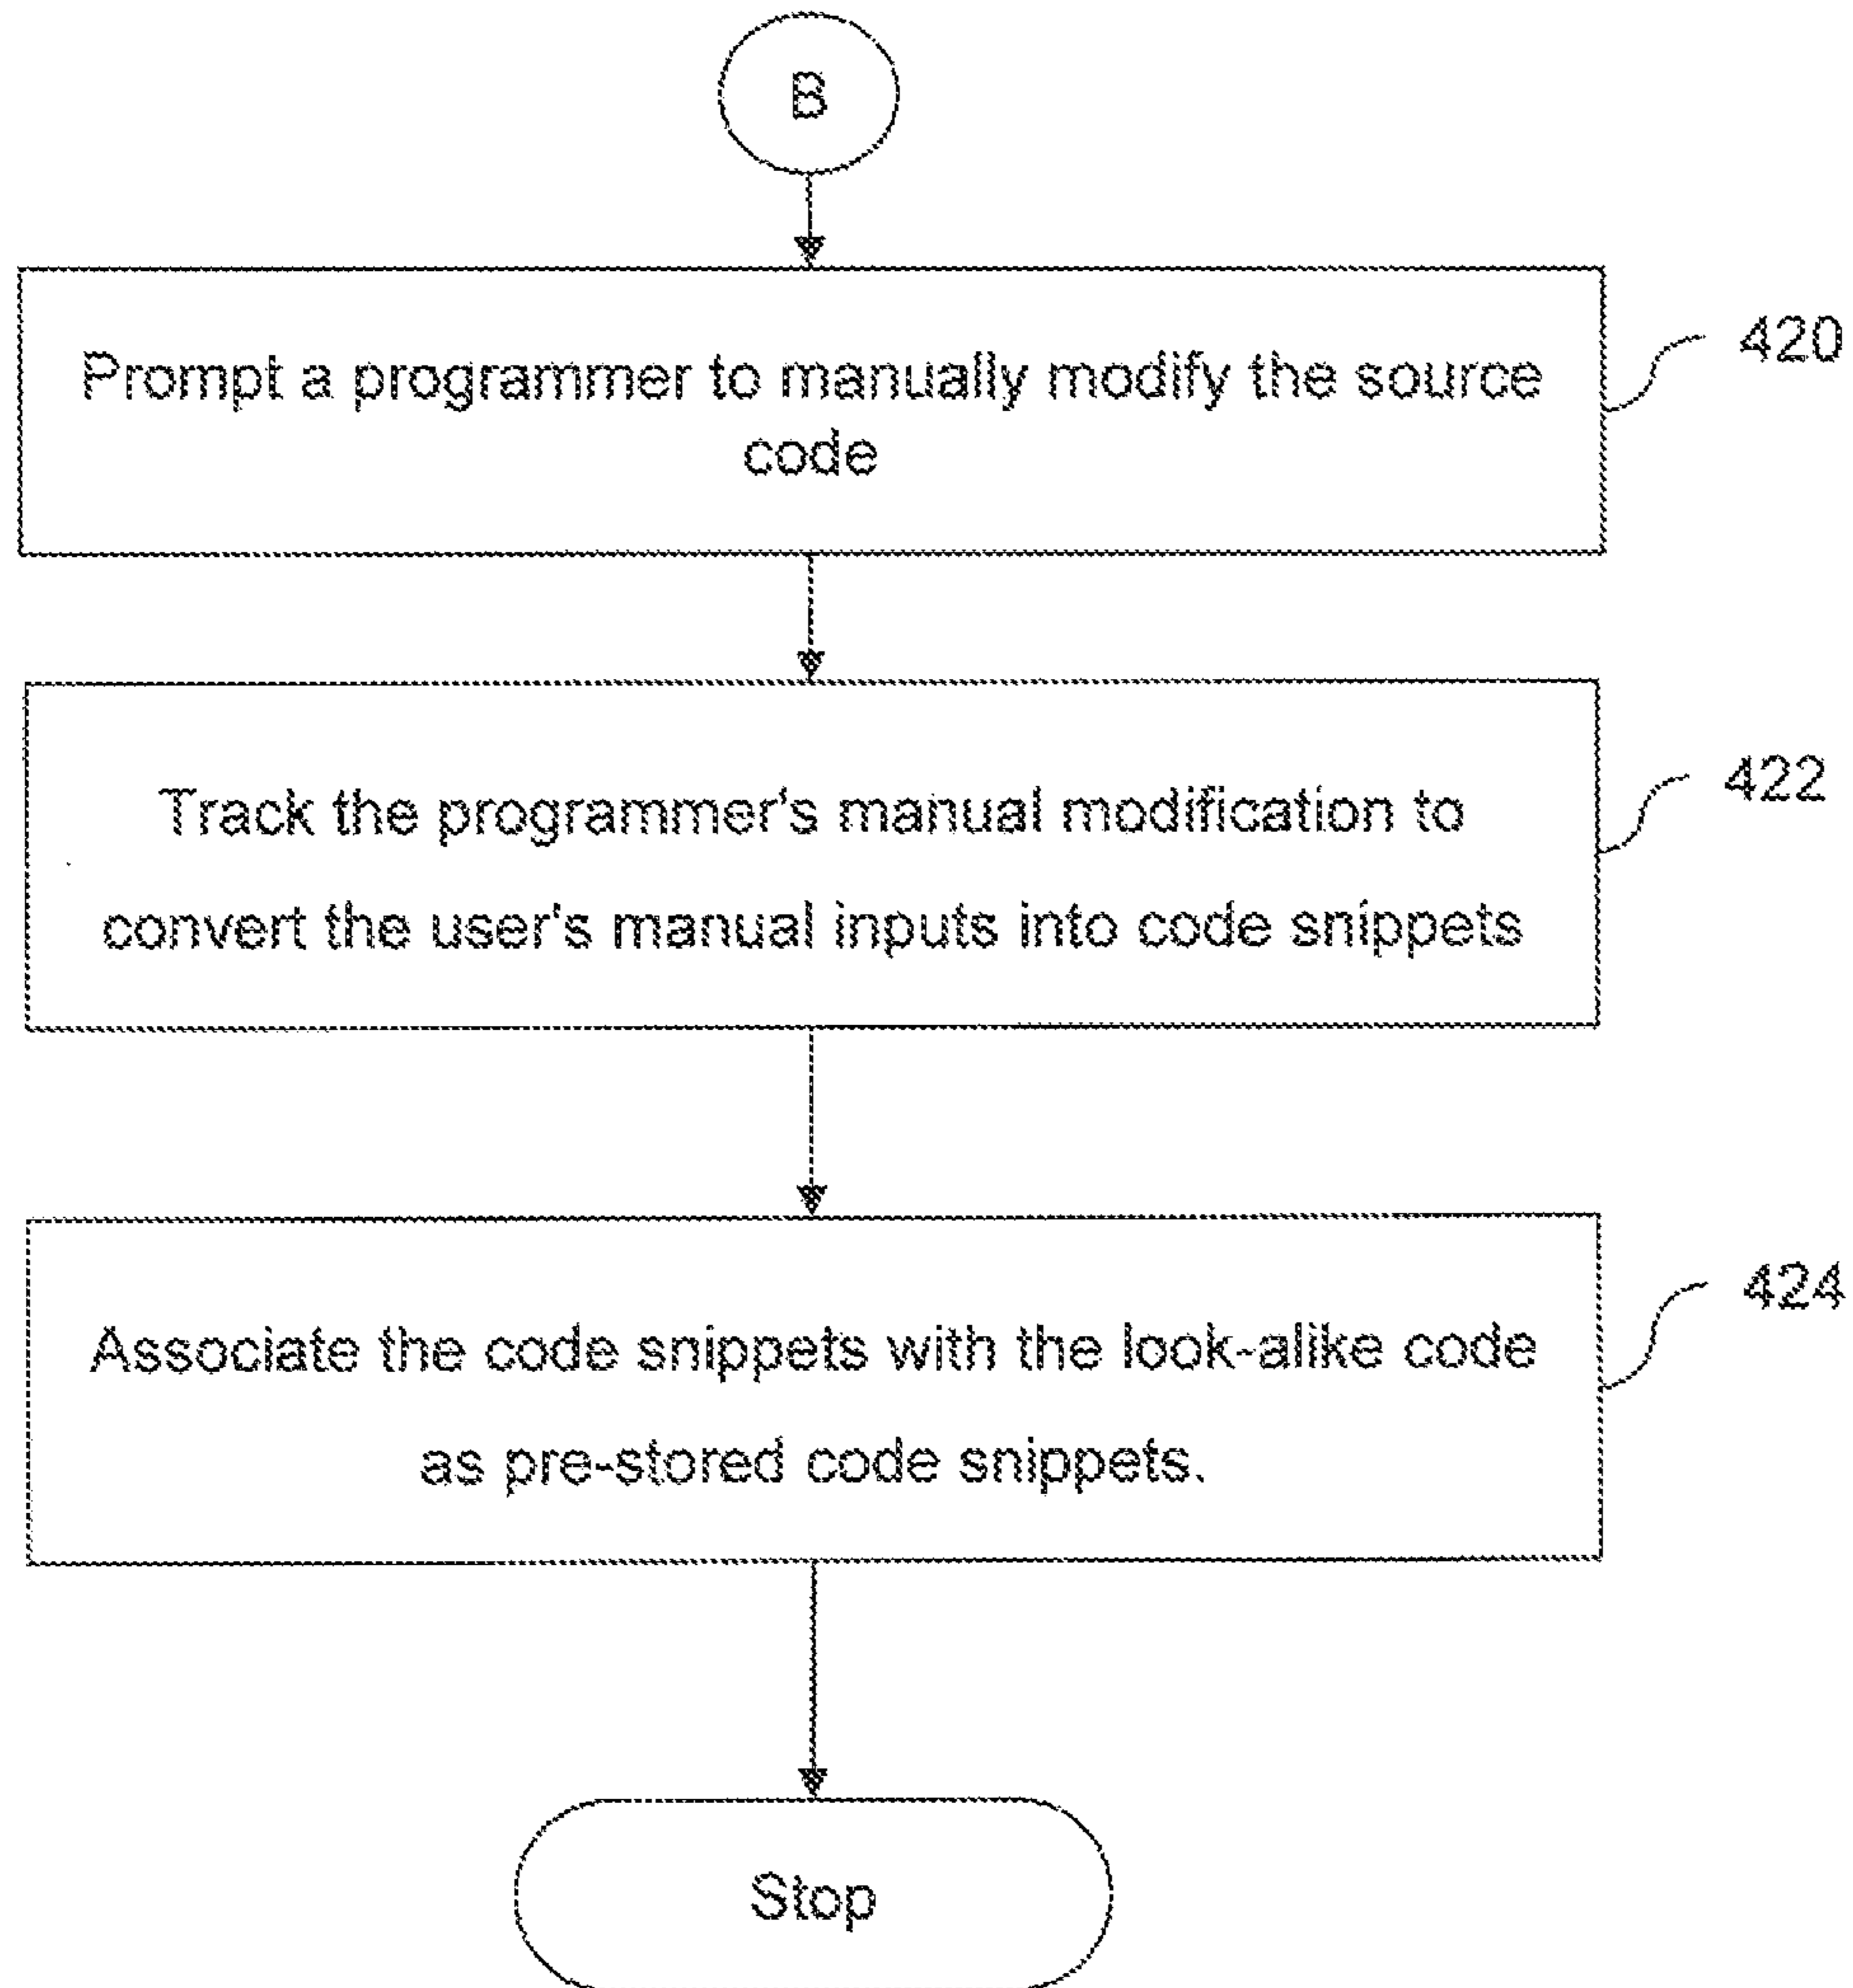 B
Prompt a programmer to manually modify the source
code
420
Track the programmer's manual modification to
convert the user's manual inputs into code snippets
422
Associate the code snippets with the look-alike code
as pre-stored code snippets.
424
Stop